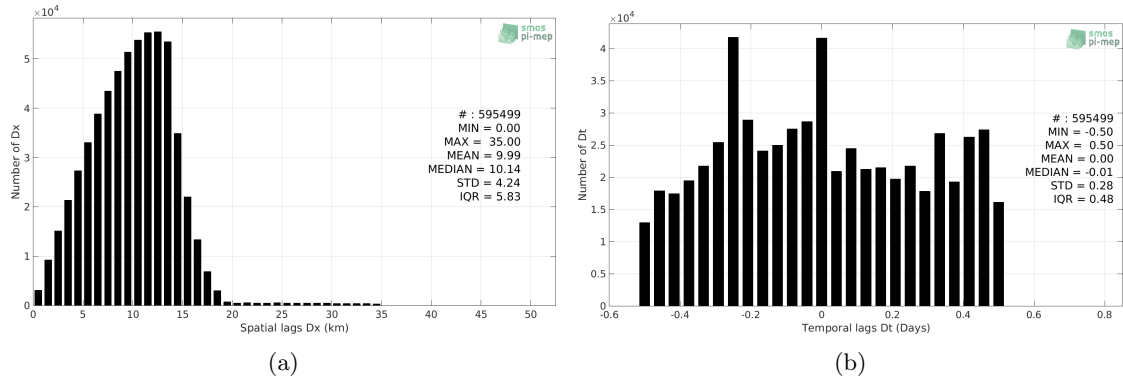 ×10⁴
smos
pi-mep
Number of Dx
5
4
3
2
1
0
# : 595499
MIN = 0.00
MAX = 35.00
MEAN = 9.99
MEDIAN = 10.14
STD = 4.24
IQR = 5.83
0 5 10 15 20 25 30 35 40 45 50
Spatial lags Dx (km)
(a)
×10⁴
smos
pi-mep
Number of Dt
4
3.5
3
2.5
2
1.5
1
0.5
0
# : 595499
MIN = -0.50
MAX = 0.50
MEAN = 0.00
MEDIAN = -0.01
STD = 0.28
IQR = 0.48
-0.6 -0.4 -0.2 0 0.2 0.4 0.6 0.8
Temporal lags Dt (Days)
(b)